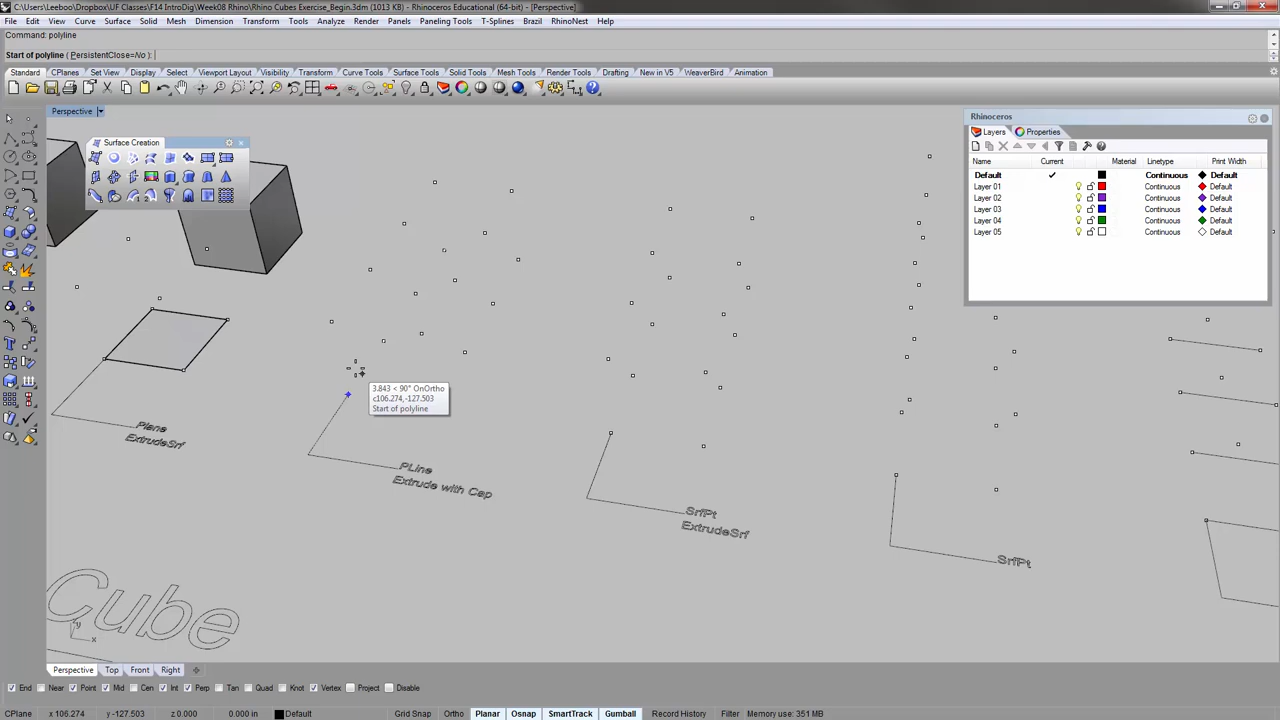 C:\Users\Leeboo\Dropbox\UF Classes\F14 IntroDig\Week08 Rhino\Rhino Cubes Exercise_Begin.3dm (1013 KB) - Rhinoceros Educational (64-bit) - [Perspective]
File Edit View Curve Surface Solid Mesh Dimension Transform Tools Analyze Render Panels Paneling Tools T-Splines Brazil RhinoNest Help
Command: polyline
Start of polyline ( PersistentClose=No ):
Standard CPlanes Set View Display Select Viewport Layout Visibility Transform Curve Tools Surface Tools Solid Tools Mesh Tools Render Tools Drafting New in V5 WeaverBird Animation
Perspective
Surface Creation
Rhinoceros
Layers Properties
Name Current Material Linetype Print Width
Default Continuous Default
Layer 01 Continuous Default
Layer 02 Continuous Default
Layer 03 Continuous Default
Layer 04 Continuous Default
Layer 05 Continuous Default
3.843 < 90° OnOrtho
c106.274,-127.503
Start of polyline
Plane
ExtrudeSrf
PLine
Extrude with Cap
SrfPt
ExtrudeSrf
SrfPt
Cube
y
x
Perspective Top Front Right
End Near Point Mid Cen Int Perp Tan Quad Knot Vertex Project Disable
CPlane x 106.274 y -127.503 z 0.000 0.000 in Default Grid Snap Ortho Planar Osnap SmartTrack Gumball Record History Filter Memory use: 351 MB